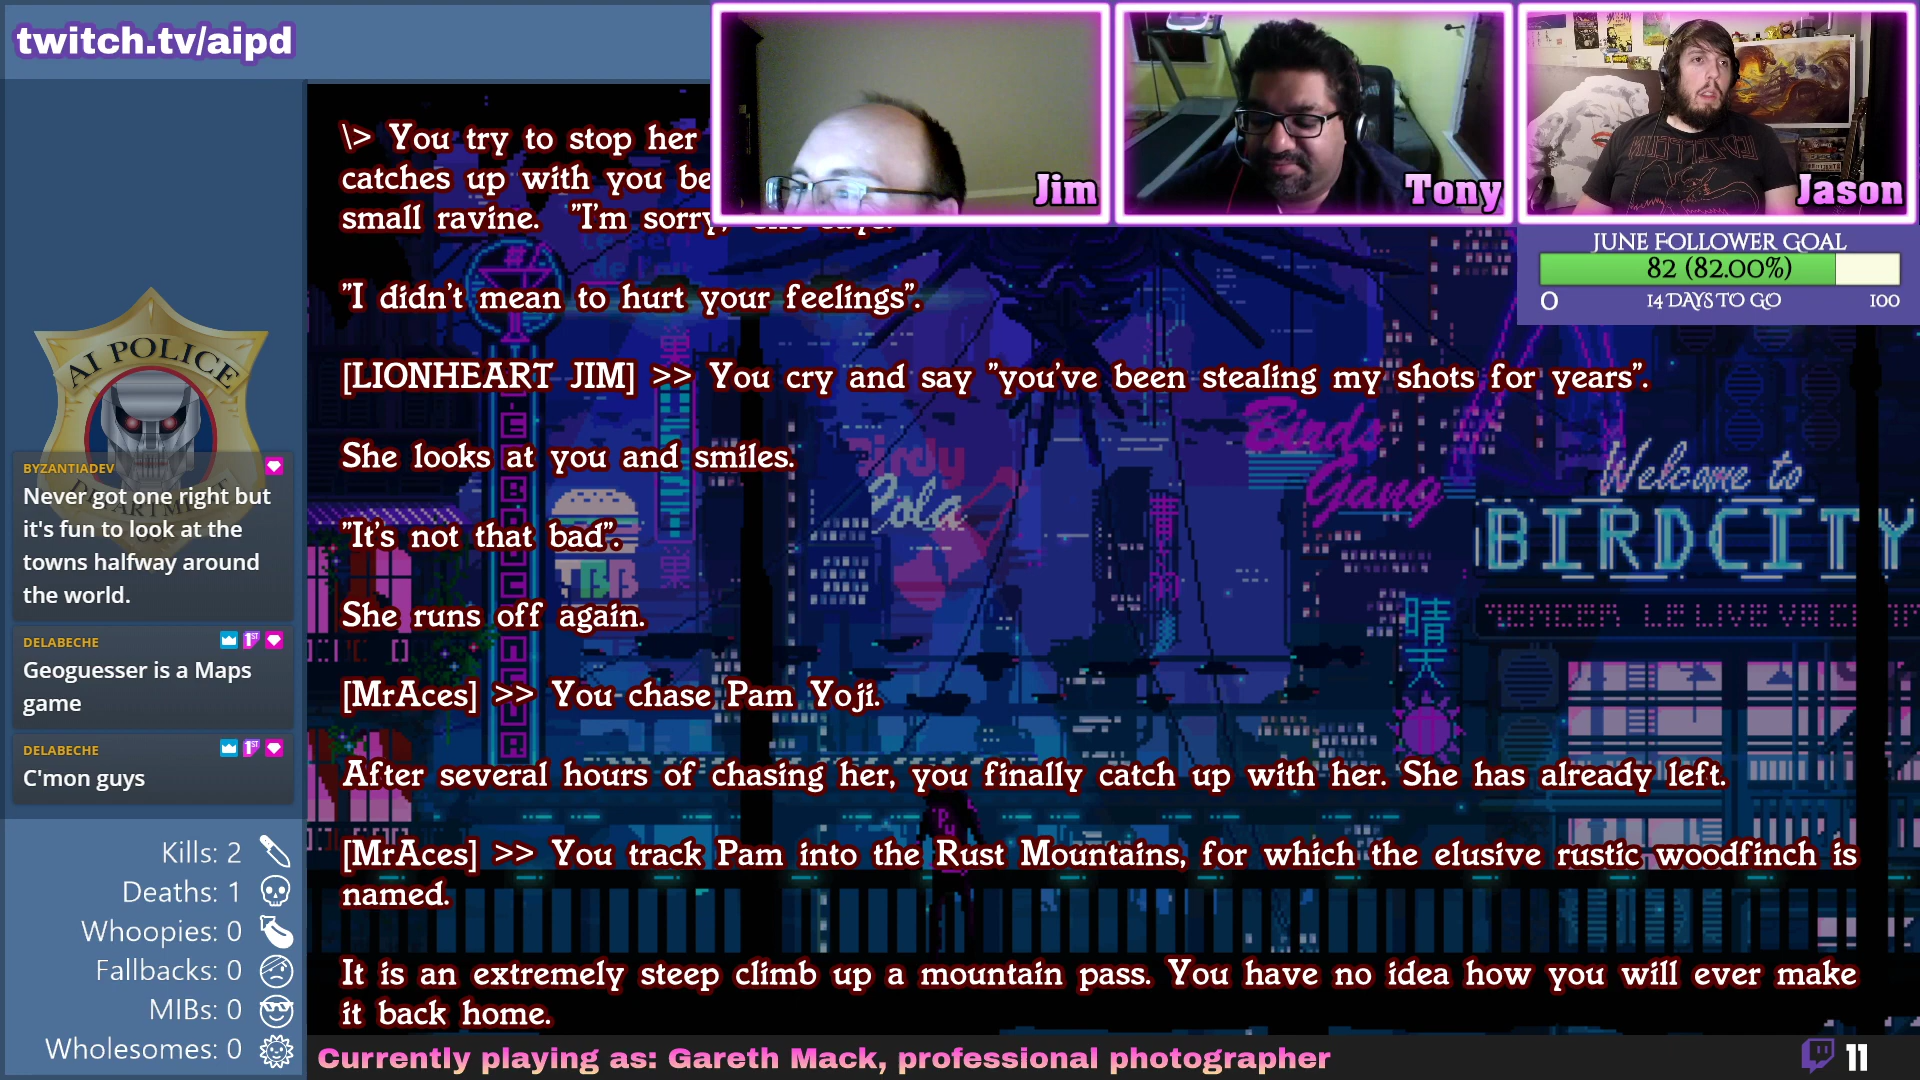 twitch.tv/aipd
Jim
Tony
Jason
JUNE FOLLOWER GOAL
82 (82.00%)
0 14 DAYS TO GO 100
\> You try to stop her
catches up with you be
small ravine. "I'm sorry,
"I didn't mean to hurt your feelings".
[LIONHEART JIM] >> You cry and say "you've been stealing my shots for years".
She looks at you and smiles.
"It's not that bad".
She runs off again.
[MrAces] >> You chase Pam Yoji.
After several hours of chasing her, you finally catch up with her. She has already left.
[MrAces] >> You track Pam into the Rust Mountains, for which the elusive rustic woodfinch is
named.
It is an extremely steep climb up a mountain pass. You have no idea how you will ever make
it back home.
Birds
Gang
Welcome to
BIRDCITY
晴
天
AI POLICE
DEPARTMENT
BYZANTIADEV
Never got one right but
it's fun to look at the
towns halfway around
the world.
DELABECHE 1ST
Geoguesser is a Maps
game
DELABECHE 1ST
C'mon guys
Kills: 2
Deaths: 1
Whoopies: 0
Fallbacks: 0
MIBs: 0
Wholesomes: 0
Currently playing as: Gareth Mack, professional photographer
11